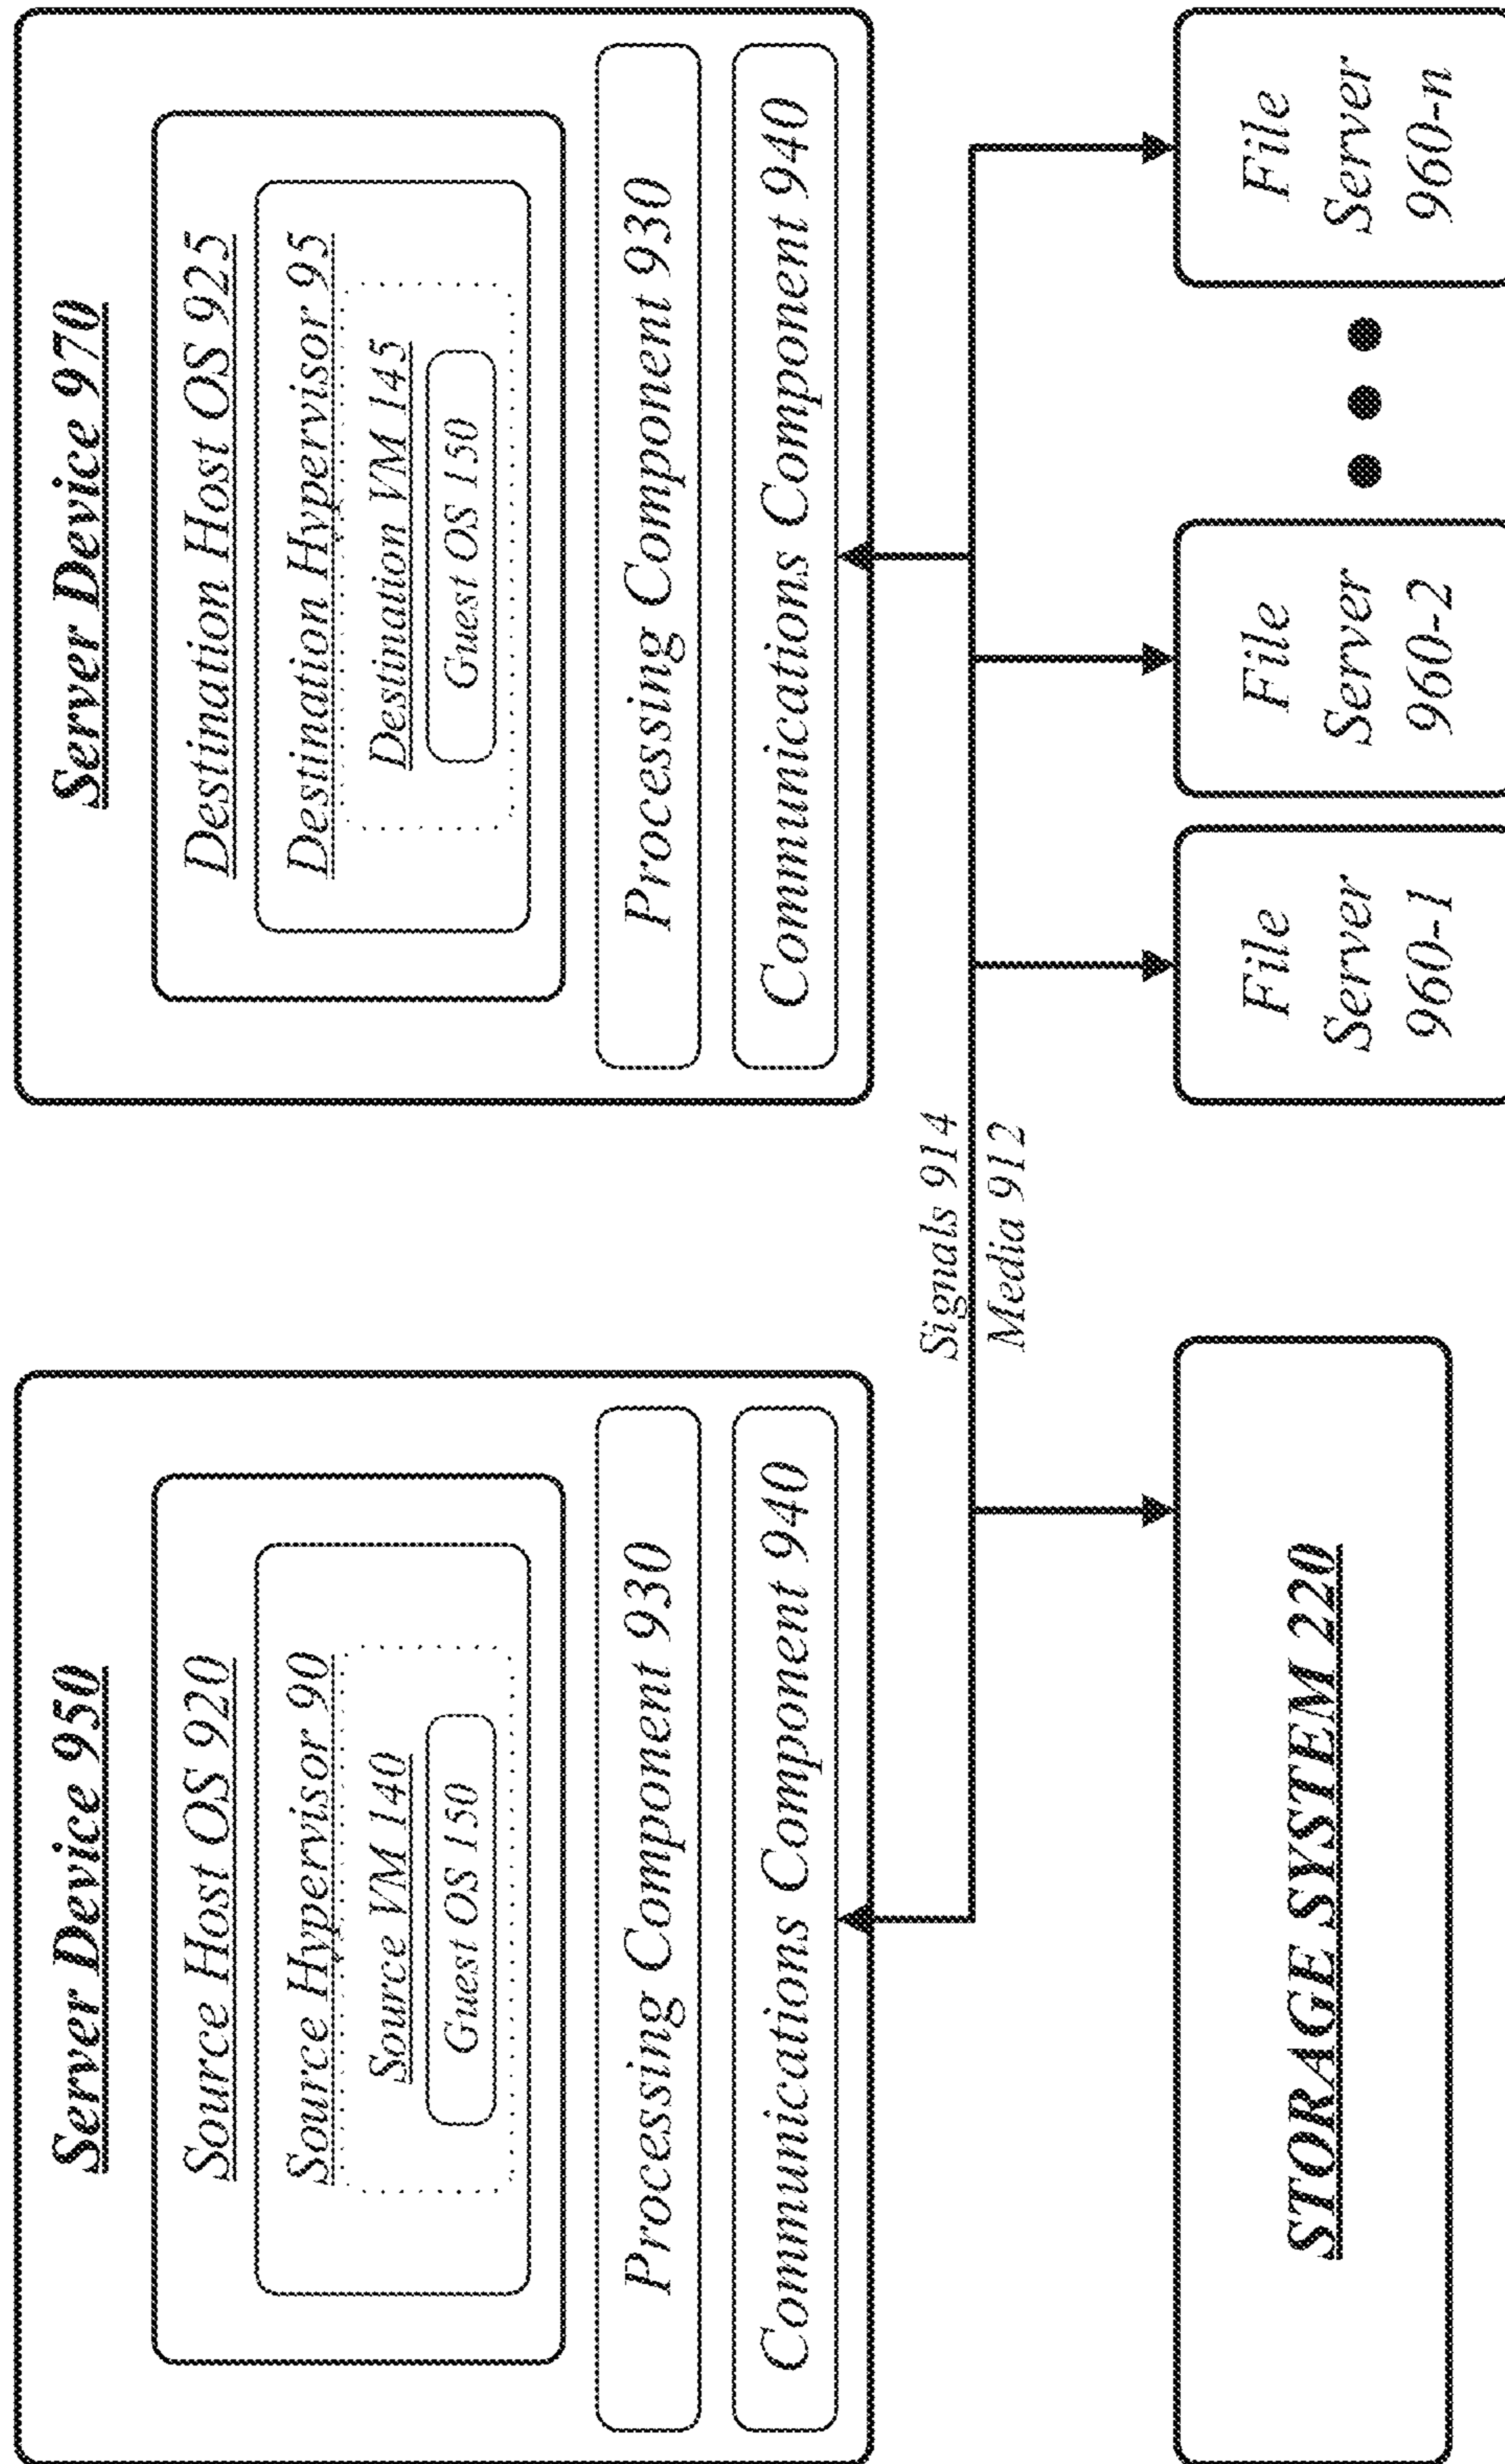 Server Device 950
Source Host OS 920
Source Hypervisor 90
Source VM 140
Guest OS 150
Processing Component 930
Communications Component 940
Server Device 970
Destination Host OS 925
Destination Hypervisor 95
Destination VM 145
Guest OS 150
Processing Component 930
Communications Component 940
Signals 914
Media 912
STORAGE SYSTEM 220
File
Server
960-1
File
Server
960-2
File
Server
960-n